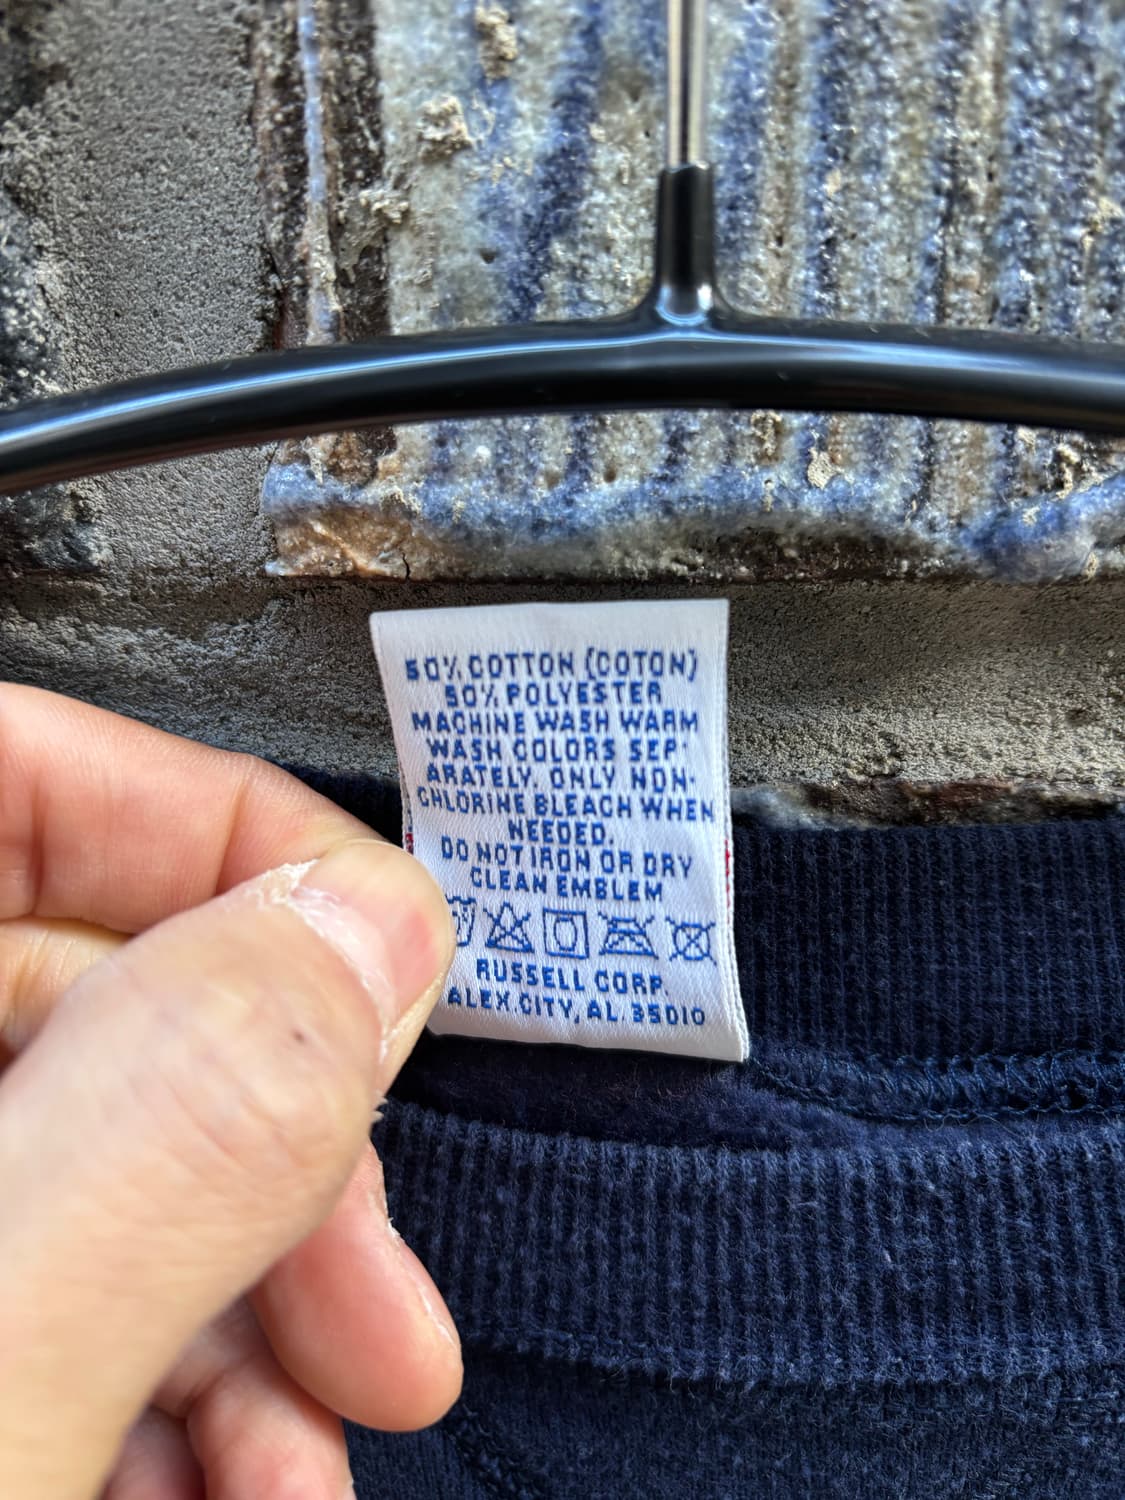 50% COTTON (COTON)
50% POLYESTER
MACHINE WASH WARM
WASH COLORS SEP-
ARATELY. ONLY NON-
CHLORINE BLEACH WHEN
NEEDED.
DO NOT IRON OR DRY
CLEAN EMBLEM
RUSSELL CORP.
ALEX.CITY, AL. 35010